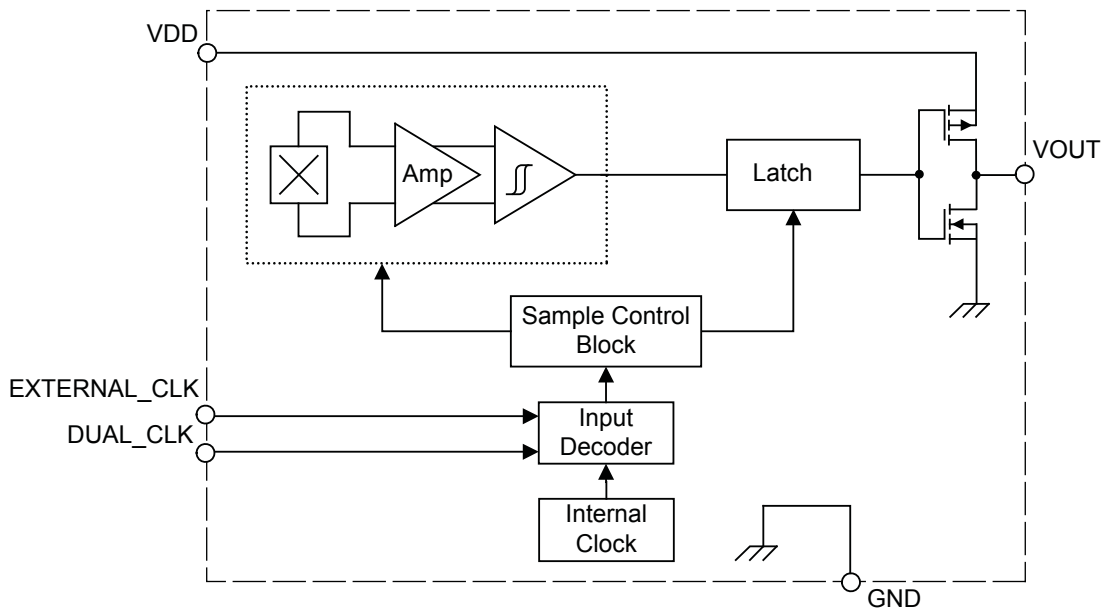 VDD
VOUT
Amp
Latch
Sample Control
Block
EXTERNAL_CLK
DUAL_CLK
Input
Decoder
Internal
Clock
GND